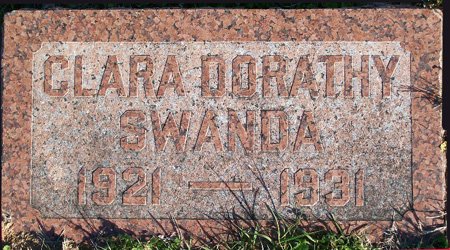 CLARA DORATHY
SWANDA
1921 — 1931